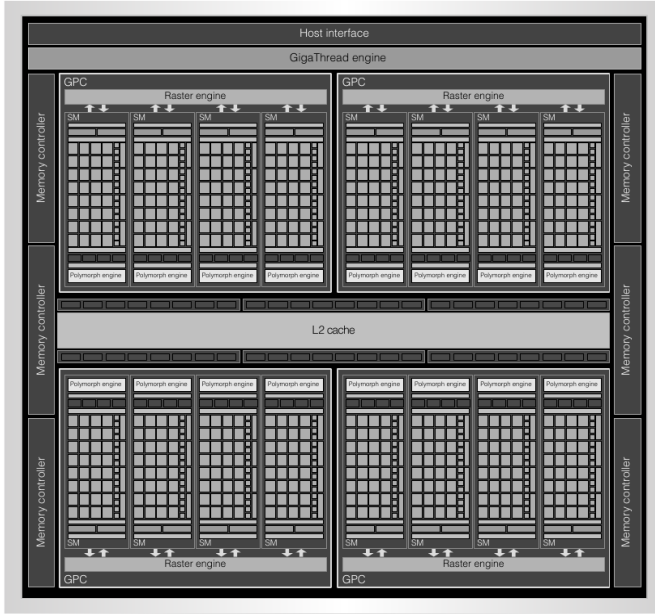 Host interface
GigaThread engine
GPC
GPC
Raster engine
Raster engine
SM
SM
SM
SM
SM
SM
SM
SM
Memory controller
Memory controller
Polymorph engine
Polymorph engine
Polymorph engine
Polymorph engine
Polymorph engine
Polymorph engine
Polymorph engine
Polymorph engine
L2 cache
Memory controller
Memory controller
Polymorph engine
Polymorph engine
Polymorph engine
Polymorph engine
Polymorph engine
Polymorph engine
Polymorph engine
Polymorph engine
Memory controller
Memory controller
SM
SM
SM
SM
SM
SM
SM
SM
Raster engine
Raster engine
GPC
GPC